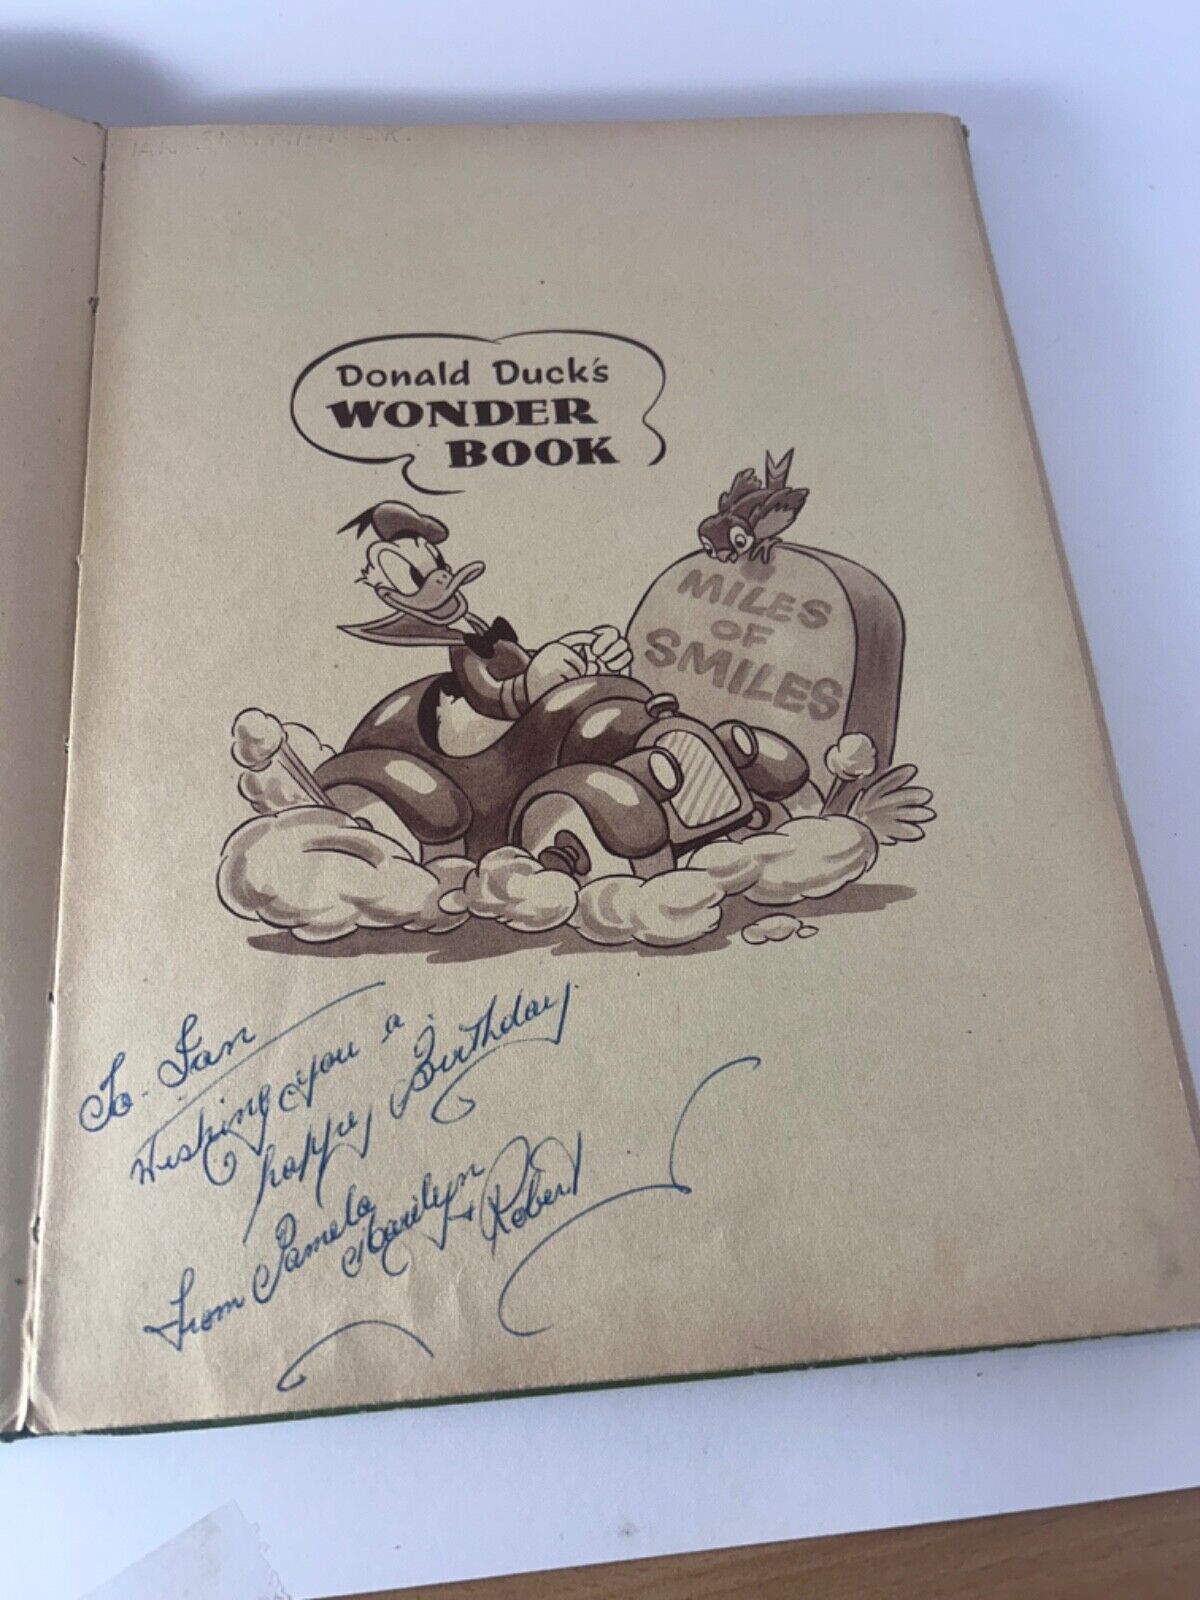 Donald Duck's
WONDER
BOOK
MILES
OF
SMILES
To Ian
Wishing you a
happy Birthday.
From Pamela
Marilyn
+ Robert